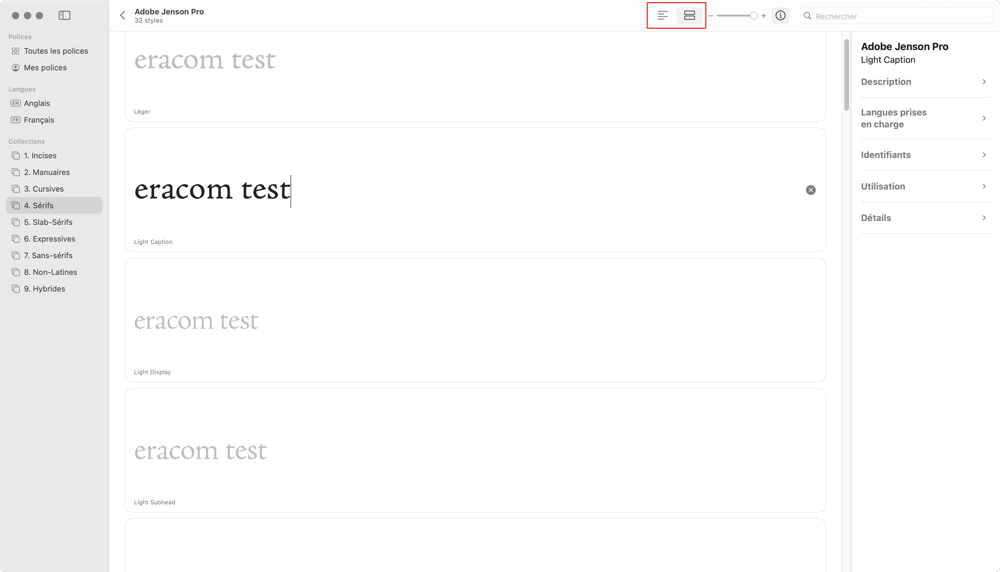 Adobe Jenson Pro
32 styles
Rechercher
Polices
Toutes les polices
Mes polices
Langues
EN Anglais
FR Français
Collections
1. Incises
2. Manuaires
3. Cursives
4. Sérifs
5. Slab-Sérifs
6. Expressives
7. Sans-sérifs
8. Non-Latines
9. Hybrides
eracom test
Léger
eracom test
Light Caption
eracom test
Light Display
eracom test
Light Subhead
Adobe Jenson Pro
Light Caption
Description
Langues prises
en charge
Identifiants
Utilisation
Détails